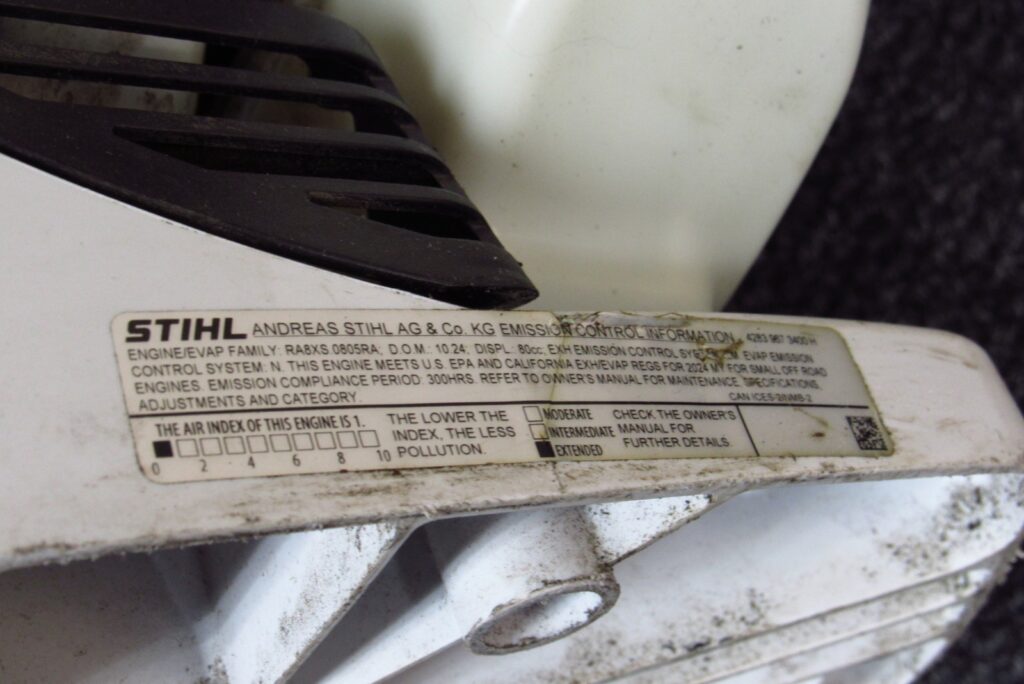 STIHL ANDREAS STIHL AG & Co. KG EMISSION CONTROL INFORMATION 4283 967 3400 H
ENGINE/EVAP FAMILY: RA8XS.0805RA; D.O.M.: 10.24; DISPL.: 80cc; EXH EMISSION CONTROL SYSTEM: EVAP EMISSION
CONTROL SYSTEM: N. THIS ENGINE MEETS U.S. EPA AND CALIFORNIA EXH/EVAP REGS FOR 2024 MY FOR SMALL OFF ROAD
ENGINES. EMISSION COMPLIANCE PERIOD: 300HRS. REFER TO OWNER'S MANUAL FOR MAINTENANCE, SPECIFICATIONS,
ADJUSTMENTS AND CATEGORY.
CAN ICES-2/NMB-2
THE AIR INDEX OF THIS ENGINE IS 1.
0 2 4 6 8 10
THE LOWER THE
INDEX, THE LESS
POLLUTION.
MODERATE
INTERMEDIATE
EXTENDED
CHECK THE OWNER'S
MANUAL FOR
FURTHER DETAILS.